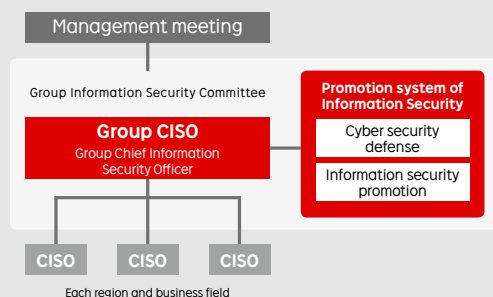 Management meeting
Group Information Security Committee
Group CISO
Group Chief Information
Security Officer
Promotion system of
Information Security
Cyber security
defense
Information security
promotion
CISO
CISO
CISO
Each region and business field